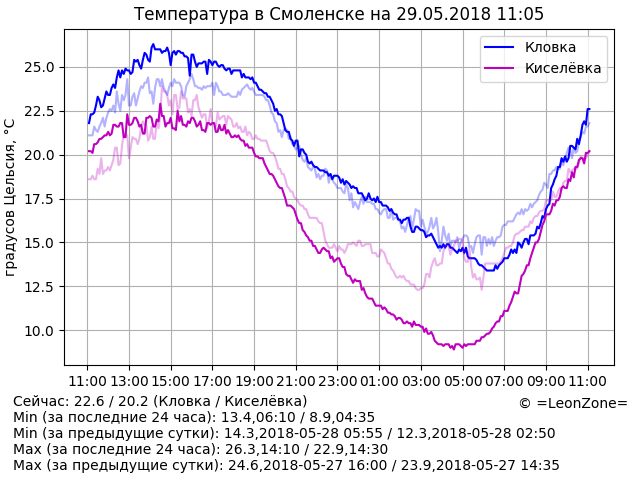 Температура в Смоленске на 29.05.2018 11:05
Кловка
Киселёвка
градусов Цельсия, °C
25.0
22.5
20.0
17.5
15.0
12.5
10.0
11:00 13:00 15:00 17:00 19:00 21:00 23:00 01:00 03:00 05:00 07:00 09:00 11:00
Сейчас: 22.6 / 20.2 (Кловка / Киселёвка)
© =LeonZone=
Min (за последние 24 часа): 13.4,06:10 / 8.9,04:35
Min (за предыдущие сутки): 14.3,2018-05-28 05:55 / 12.3,2018-05-28 02:50
Max (за последние 24 часа): 26.3,14:10 / 22.9,14:30
Max (за предыдущие сутки): 24.6,2018-05-27 16:00 / 23.9,2018-05-27 14:35